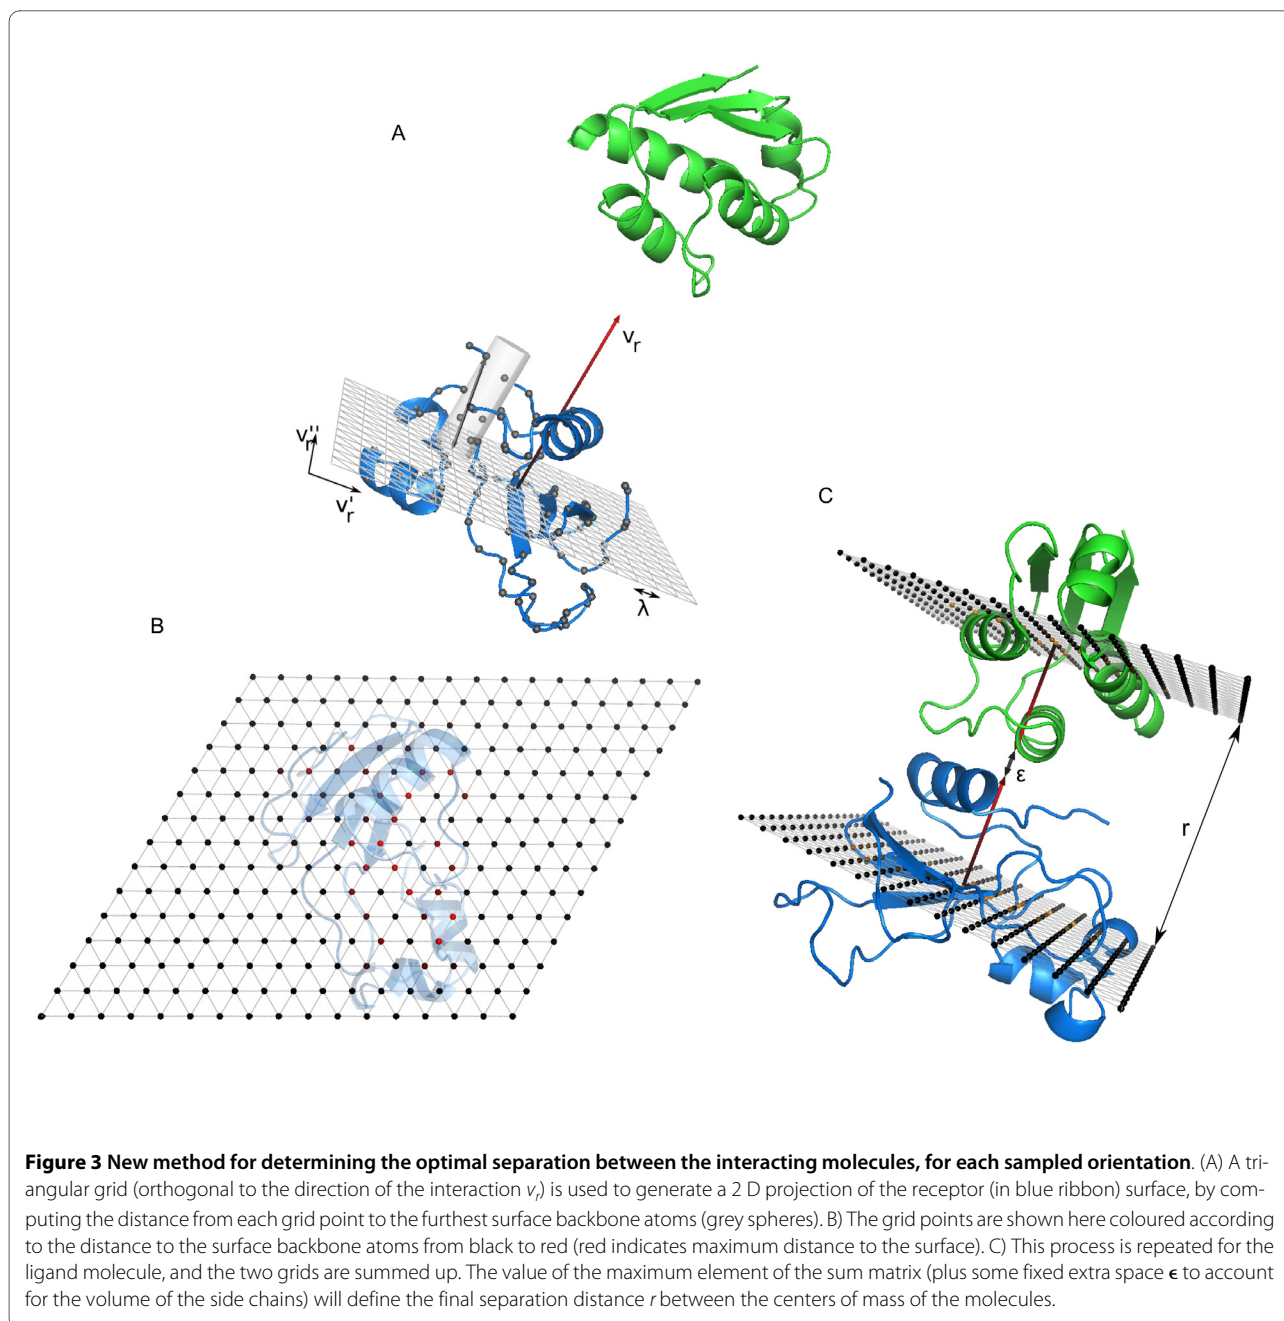 A
v_r
v_r''
v_r'
λ
B
C
ε
r
Figure 3 New method for determining the optimal separation between the interacting molecules, for each sampled orientation. (A) A tri-
angular grid (orthogonal to the direction of the interaction v_r) is used to generate a 2 D projection of the receptor (in blue ribbon) surface, by com-
puting the distance from each grid point to the furthest surface backbone atoms (grey spheres). B) The grid points are shown here coloured according
to the distance to the surface backbone atoms from black to red (red indicates maximum distance to the surface). C) This process is repeated for the
ligand molecule, and the two grids are summed up. The value of the maximum element of the sum matrix (plus some fixed extra space ϵ to account
for the volume of the side chains) will define the final separation distance r between the centers of mass of the molecules.